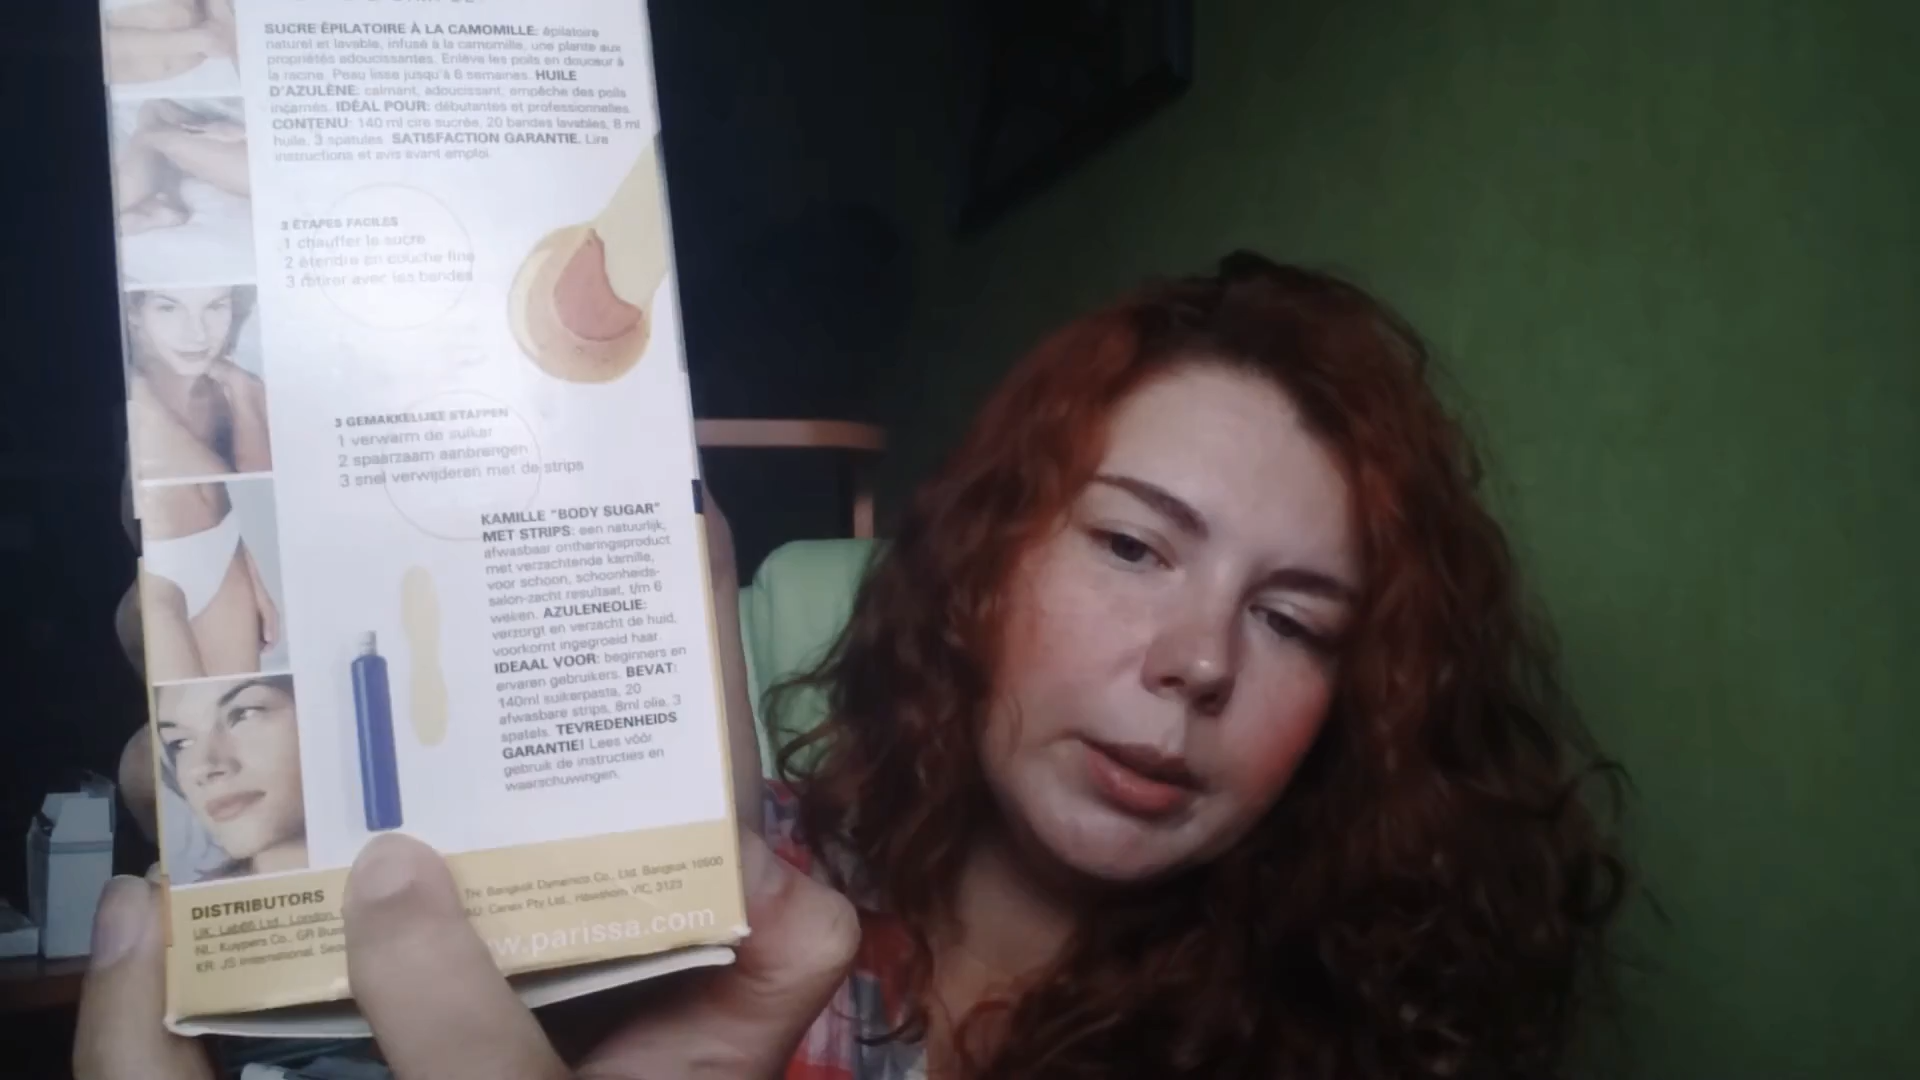 SUCRE ÉPILATOIRE À LA CAMOMILLE: épilatoire
naturel et lavable, infusé à la camomille, une plante aux
propriétés adoucissantes. Enlève les poils en douceur à
la racine. Peau lisse jusqu'à 6 semaines. HUILE
D'AZULÈNE: calmant, adoucissant, empêche des poils
incarnés. IDÉAL POUR: débutantes et professionnelles.
CONTENU: 140 ml cire sucrée, 20 bandes lavables, 8 ml
huile, 3 spatules. SATISFACTION GARANTIE. Lire
instructions et avis avant emploi.
3 ÉTAPES FACILES
1 chauffer le sucre
2 étendre en couche fine
3 retirer avec les bandes
3 GEMAKKELIJKE STAPPEN
1 verwarm de suiker
2 spaarzaam aanbrengen
3 snel verwijderen met de strips
KAMILLE "BODY SUGAR"
MET STRIPS: een natuurlijk,
afwasbaar ontharingsproduct
met verzachtende kamille,
voor schoon, schoonheids-
salon-zacht resultaat, t/m 6
weken. AZULENEOLIE:
verzorgt en verzacht de huid,
voorkomt ingegroeid haar.
IDEAAL VOOR: beginners en
ervaren gebruikers. BEVAT:
140ml suikerpasta, 20
afwasbare strips, 8ml olie, 3
spatels. TEVREDENHEIDS
GARANTIE! Lees vóór
gebruik de instructies en
waarschuwingen.
DISTRIBUTORS
UK: Lab86 Ltd., London,
NL: Kuypers Co., GR
KR: JS International,
TH: Bangkok Dynamics Co., Ltd. Bangkok 10900
AU: Canex Pty Ltd., Hawthorn VIC, 3123
w.parissa.com